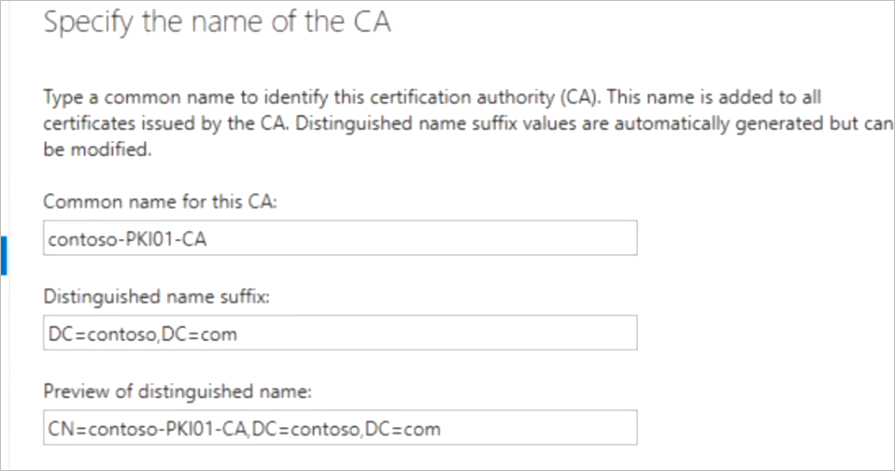 Specify the name of the CA
Type a common name to identify this certification authority (CA). This name is added to all
certificates issued by the CA. Distinguished name suffix values are automatically generated but can
be modified.
Common name for this CA:
contoso-PKI01-CA
Distinguished name suffix:
DC=contoso,DC=com
Preview of distinguished name:
CN=contoso-PKI01-CA,DC=contoso,DC=com